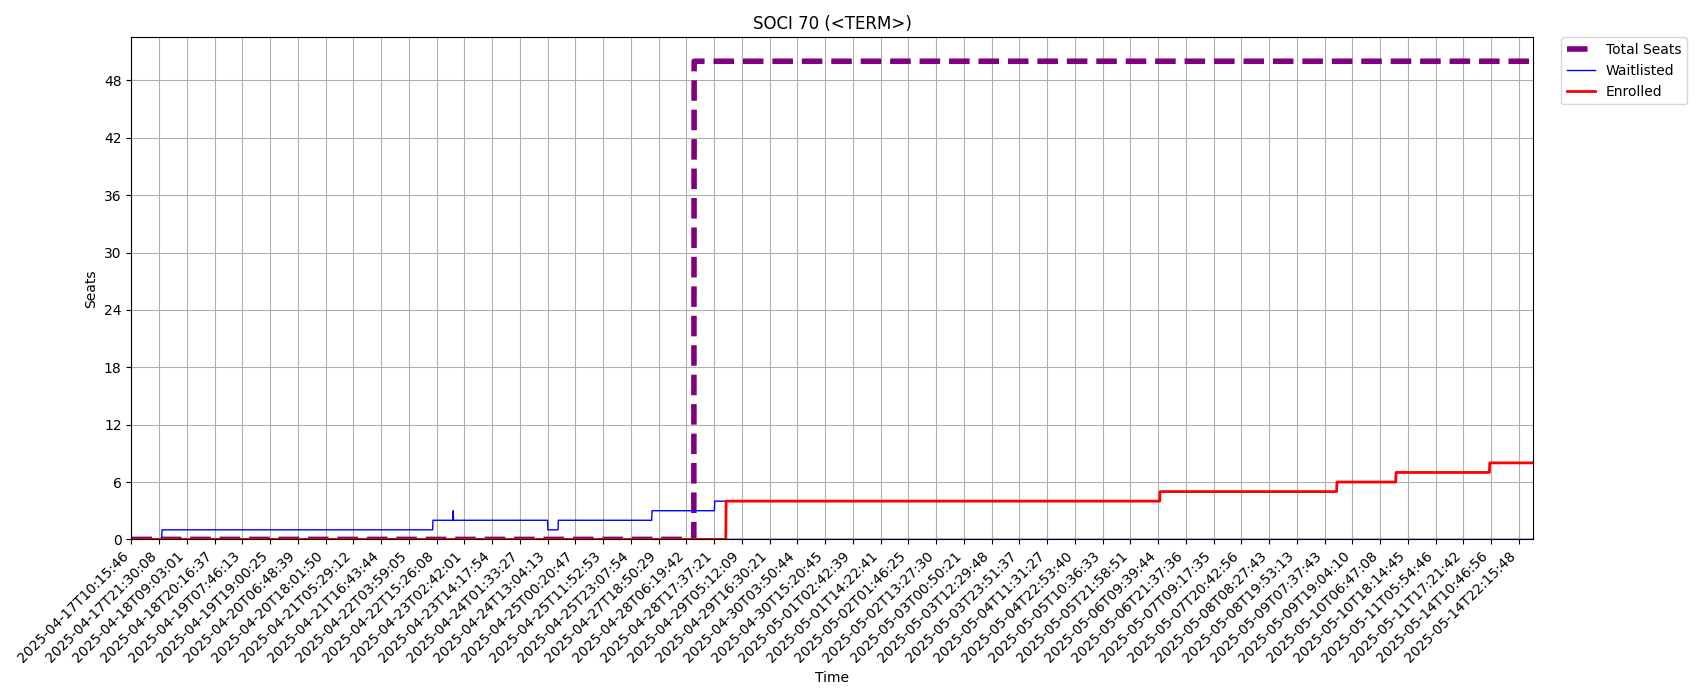 SOCI 70 (<TERM>)
Total Seats
Waitlisted
Enrolled
Seats
48
42
36
30
24
18
12
6
0
2025-04-17T10:15:46
2025-04-17T21:30:08
2025-04-18T09:03:01
2025-04-18T20:16:37
2025-04-19T07:46:13
2025-04-19T19:00:25
2025-04-20T06:48:39
2025-04-20T18:01:50
2025-04-21T05:29:12
2025-04-21T16:43:44
2025-04-22T03:59:05
2025-04-22T15:26:08
2025-04-23T02:42:01
2025-04-23T14:17:54
2025-04-24T01:33:27
2025-04-24T13:04:13
2025-04-25T00:20:47
2025-04-25T11:52:53
2025-04-25T23:07:54
2025-04-27T18:50:29
2025-04-28T06:19:42
2025-04-28T17:37:21
2025-04-29T05:12:09
2025-04-29T16:30:21
2025-04-30T03:50:44
2025-04-30T15:20:45
2025-05-01T02:42:39
2025-05-01T14:22:41
2025-05-02T01:46:25
2025-05-02T13:27:30
2025-05-03T00:50:21
2025-05-03T12:29:48
2025-05-03T23:51:37
2025-05-04T11:31:27
2025-05-04T22:53:40
2025-05-05T10:36:33
2025-05-05T21:58:51
2025-05-06T09:39:44
2025-05-06T21:37:36
2025-05-07T09:17:35
2025-05-07T20:42:56
2025-05-08T08:27:43
2025-05-08T19:53:13
2025-05-09T07:37:43
2025-05-09T19:04:10
2025-05-10T06:47:08
2025-05-10T18:14:45
2025-05-11T05:54:46
2025-05-11T17:21:42
2025-05-14T10:46:56
2025-05-14T22:15:48
Time